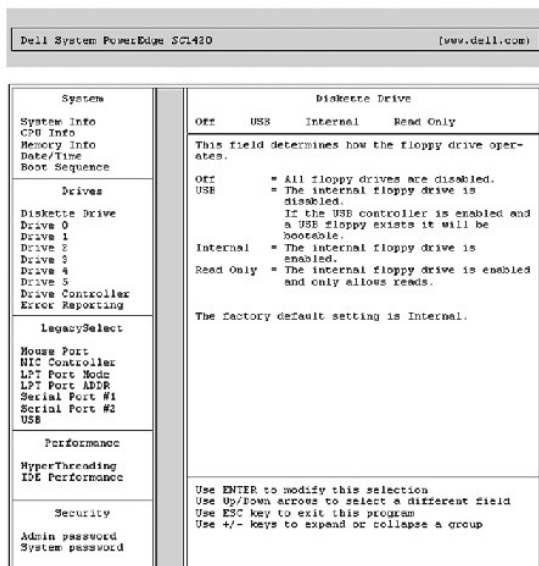 Dell System PowerEdge SC1420 (www.dell.com)
System
System Info
CPU Info
Memory Info
Date/Time
Boot Sequence
Drives
Diskette Drive
Drive 0
Drive 1
Drive 2
Drive 3
Drive 4
Drive 5
Drive Controller
Error Reporting
LegacySelect
Mouse Port
NIC Controller
LPT Port Mode
LPT Port ADDR
Serial Port #1
Serial Port #2
USB
Performance
HyperThreading
IDE Performance
Security
Admin password
System password
Diskette Drive
Off USB Internal Read Only
This field determines how the floppy drive oper-
ates.
Off = All floppy drives are disabled.
USB = The internal floppy drive is
disabled.
If the USB controller is enabled and
a USB floppy exists it will be
bootable.
Internal = The internal floppy drive is
enabled.
Read Only = The internal floppy drive is enabled
and only allows reads.
The factory default setting is Internal.
Use ENTER to modify this selection
Use Up/Down arrows to select a different field
Use ESC key to exit this program
Use +/- keys to expand or collapse a group